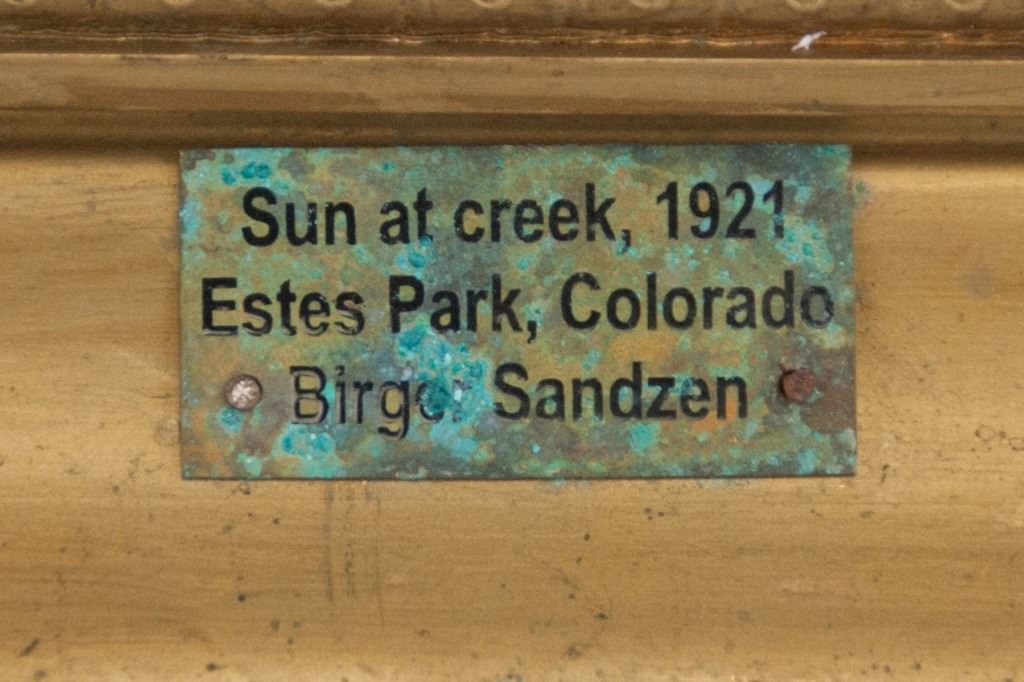 Sun at creek, 1921
Estes Park, Colorado
Birger Sandzen